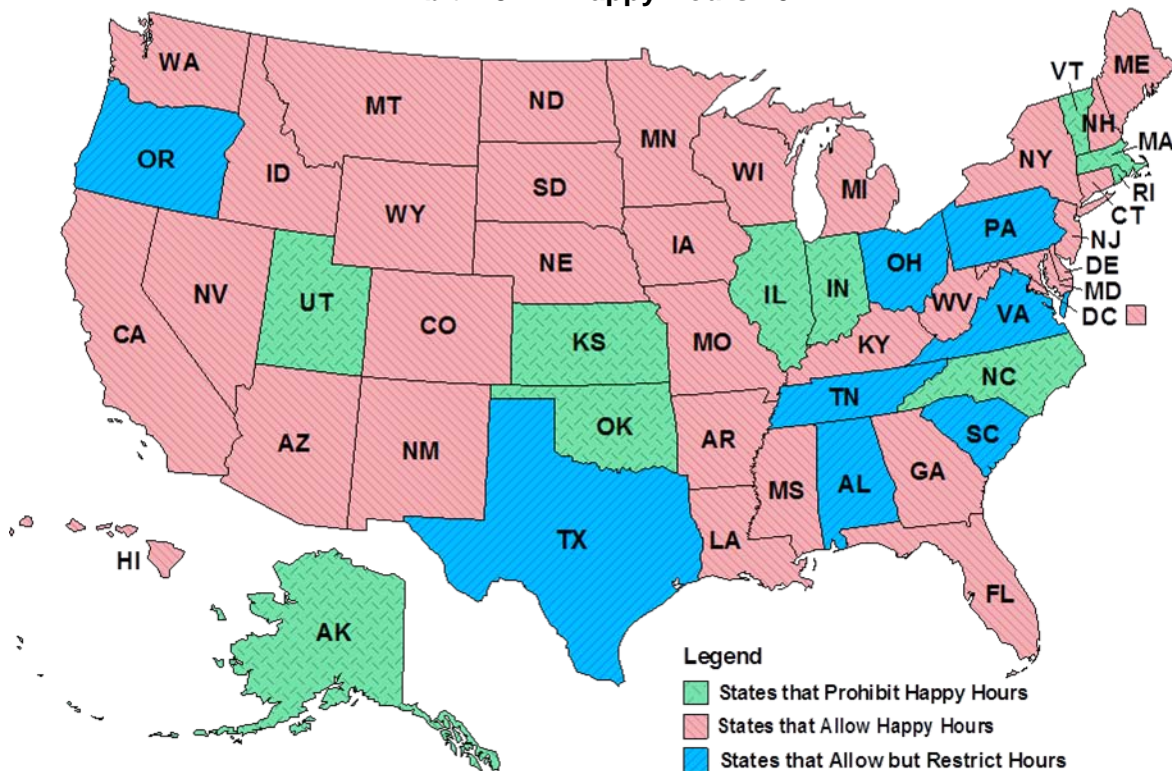 WA
MT
ND
MN
VT
ME
NH
MA
OR
ID
SD
WI
MI
NY
RI
CT
WY
IA
PA
NJ
NE
OH
DE
NV
UT
IL
IN
WV
MD
CO
VA
DC
CA
KS
MO
KY
NC
TN
OK
AR
SC
AZ
NM
MS
AL
GA
TX
LA
HI
FL
AK
Legend
States that Prohibit Happy Hours
States that Allow Happy Hours
States that Allow but Restrict Hours